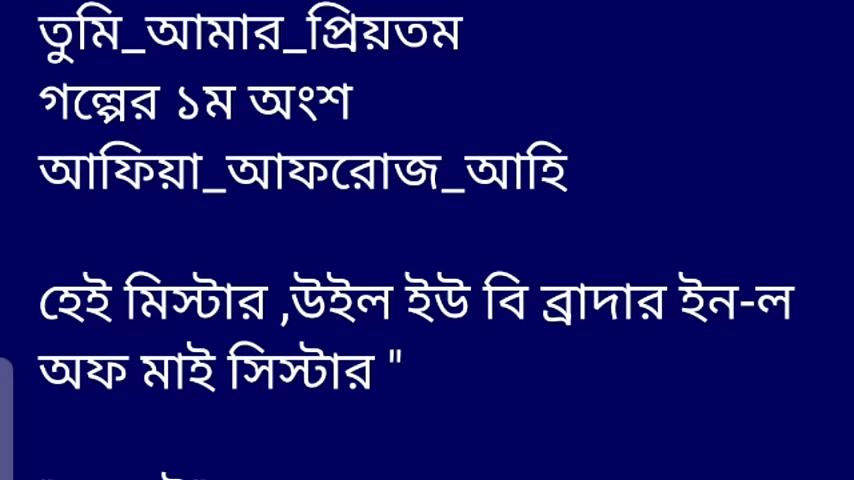 তুমি_আমার_প্রিয়তম
গল্পের ১ম অংশ
আফিয়া_আফরোজ_আহি
হেই মিস্টার ,উইল ইউ বি ব্রাদার ইন-ল
অফ মাই সিস্টার "